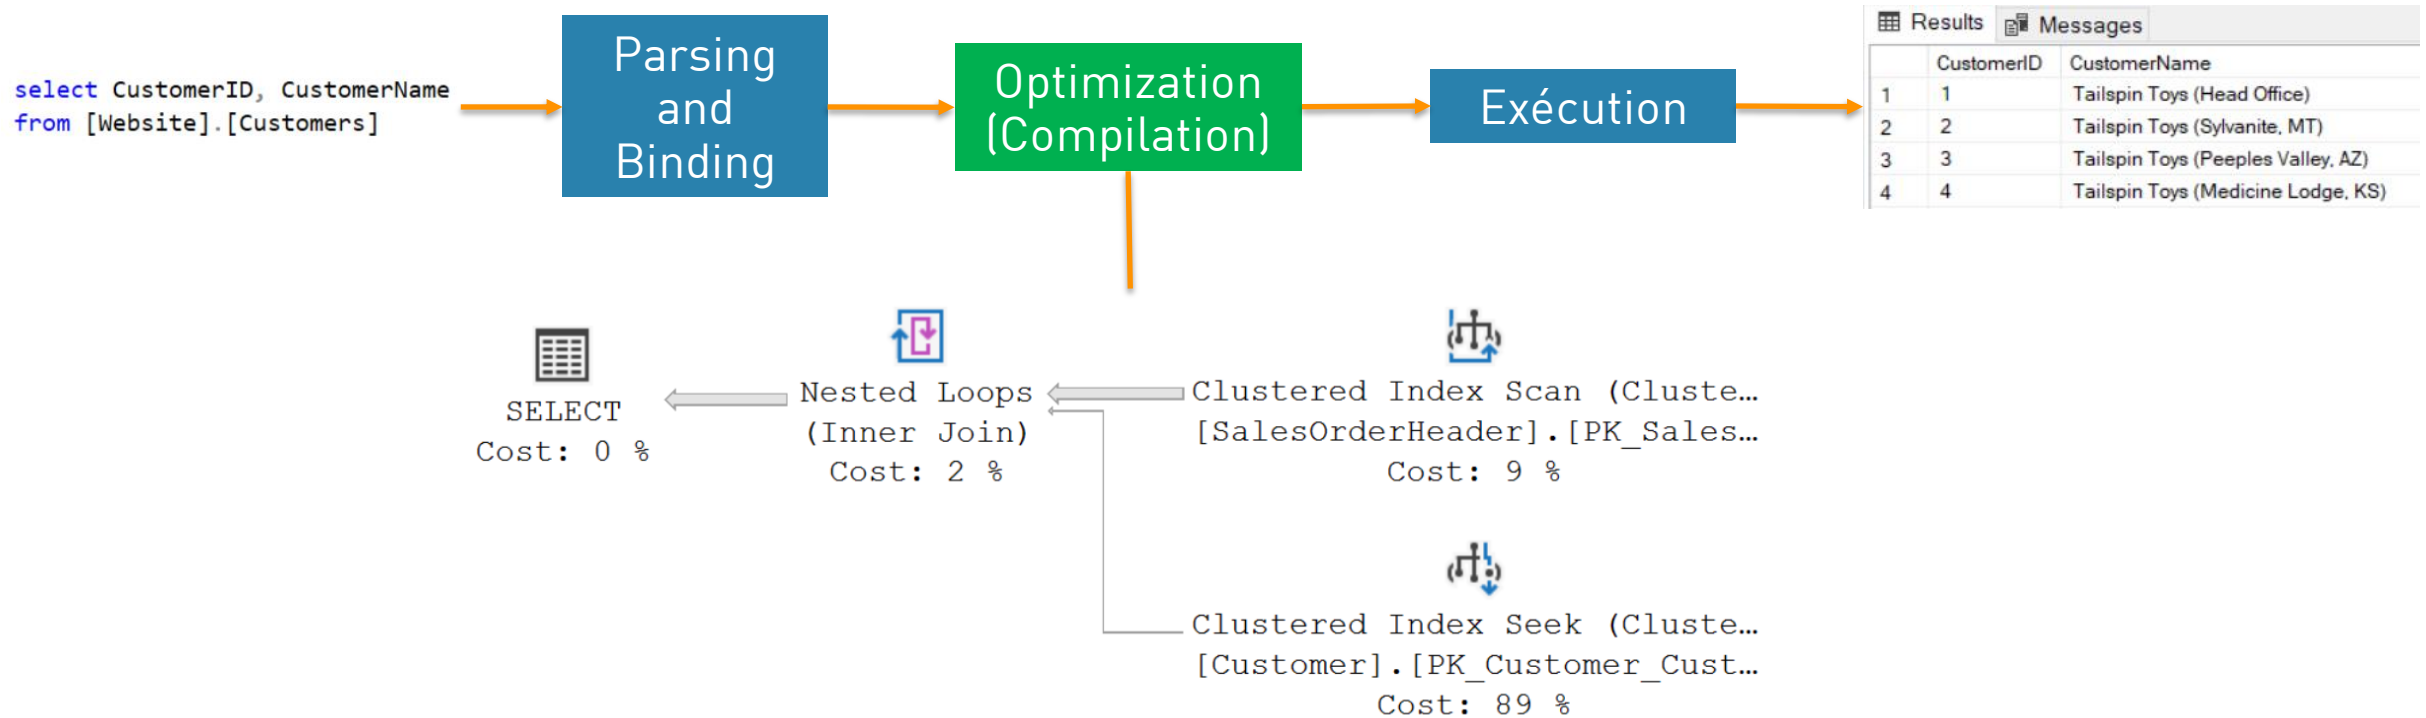 select CustomerID, CustomerName
from [Website].[Customers]
Parsing
and
Binding
Optimization
(Compilation)
Exécution
Results Messages
CustomerID CustomerName
1 1 Tailspin Toys (Head Office)
2 2 Tailspin Toys (Sylvanite, MT)
3 3 Tailspin Toys (Peeples Valley, AZ)
4 4 Tailspin Toys (Medicine Lodge, KS)
SELECT
Cost: 0 %
Nested Loops
(Inner Join)
Cost: 2 %
Clustered Index Scan (Cluste…
[SalesOrderHeader].[PK_Sales…
Cost: 9 %
Clustered Index Seek (Cluste…
[Customer].[PK_Customer_Cust…
Cost: 89 %